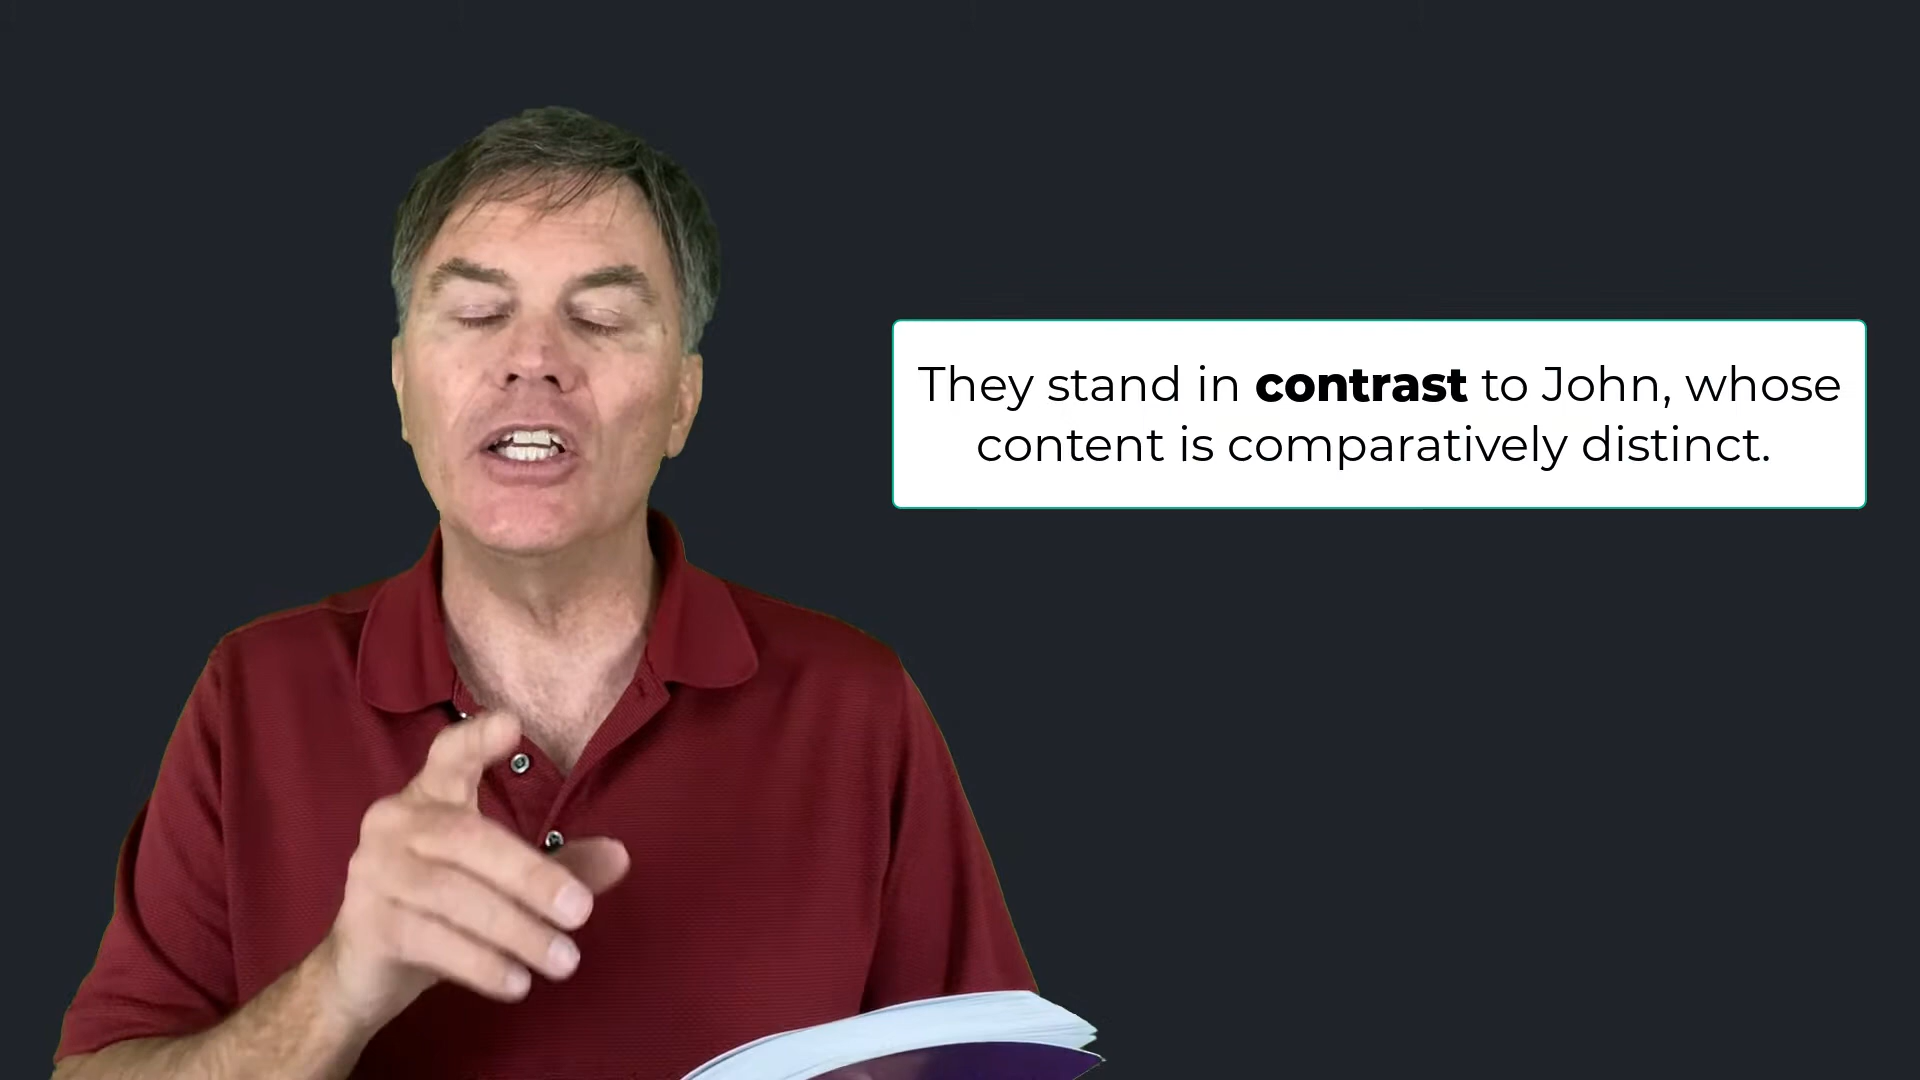 They stand in contrast to John, whose
content is comparatively distinct.